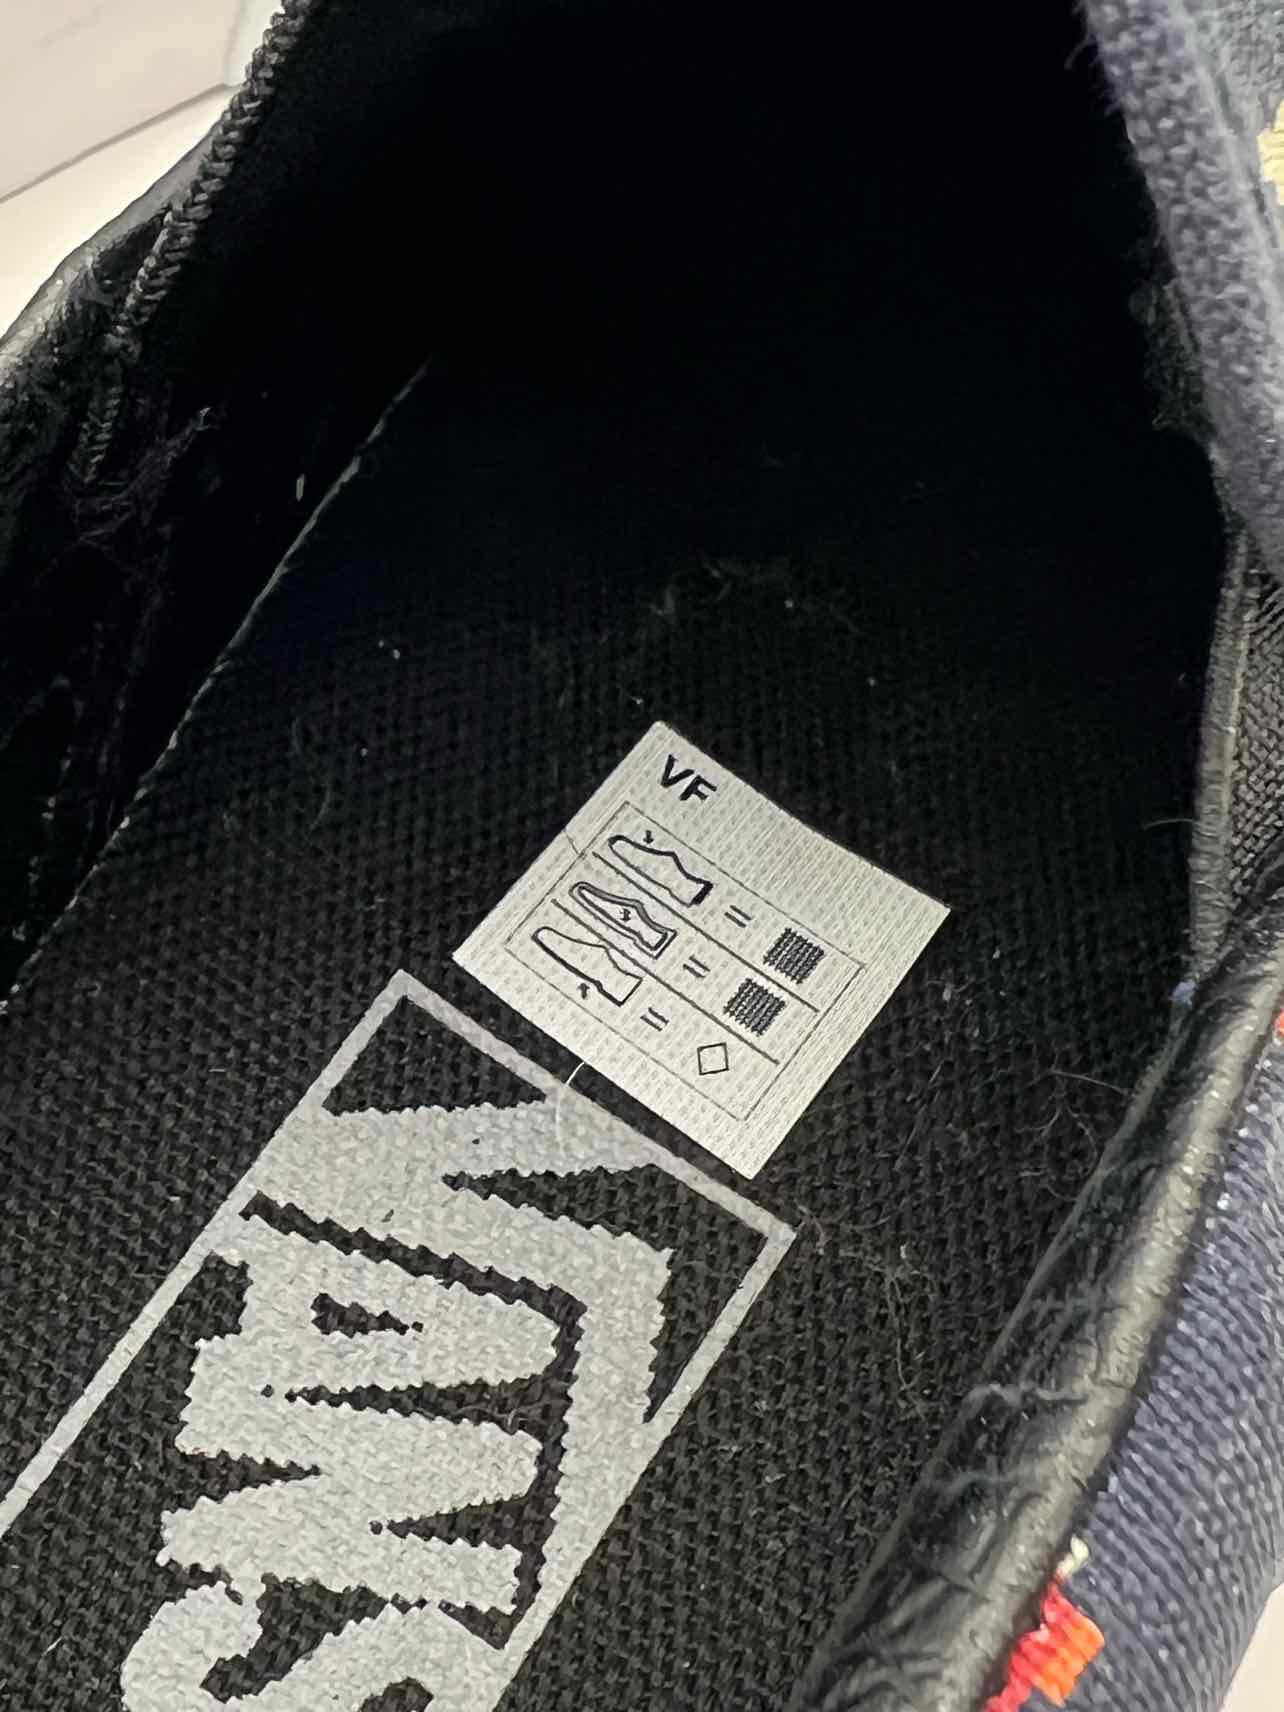 VF
=
=
=
VANS